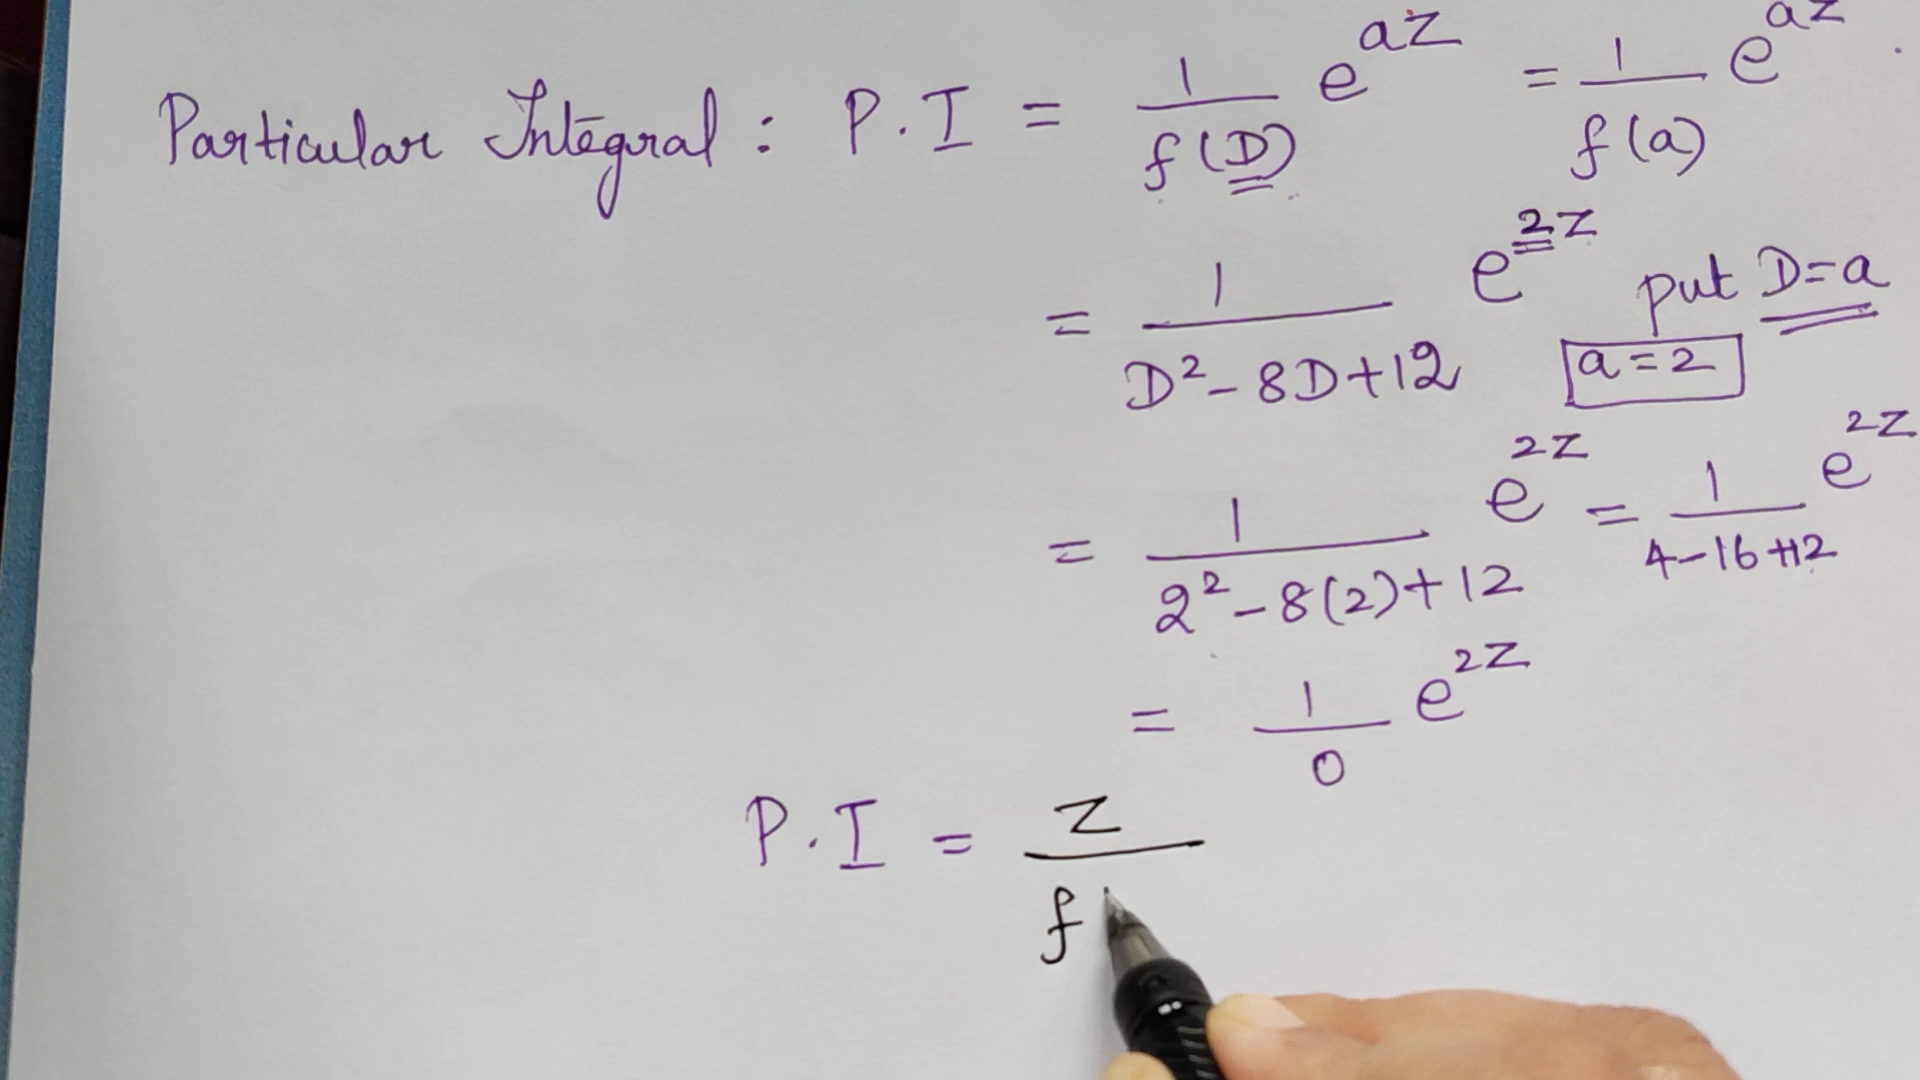 Particular Integral : P.I = 1/f(D) e^{az} = 1/f(a) e^{az}
= 1/(D² - 8D + 12) e^{2z} put D = a
a = 2
= 1/(2² - 8(2) + 12) e^{2z} = 1/(4 - 16 + 12) e^{2z}
= 1/0 e^{2z}
P.I = z/f